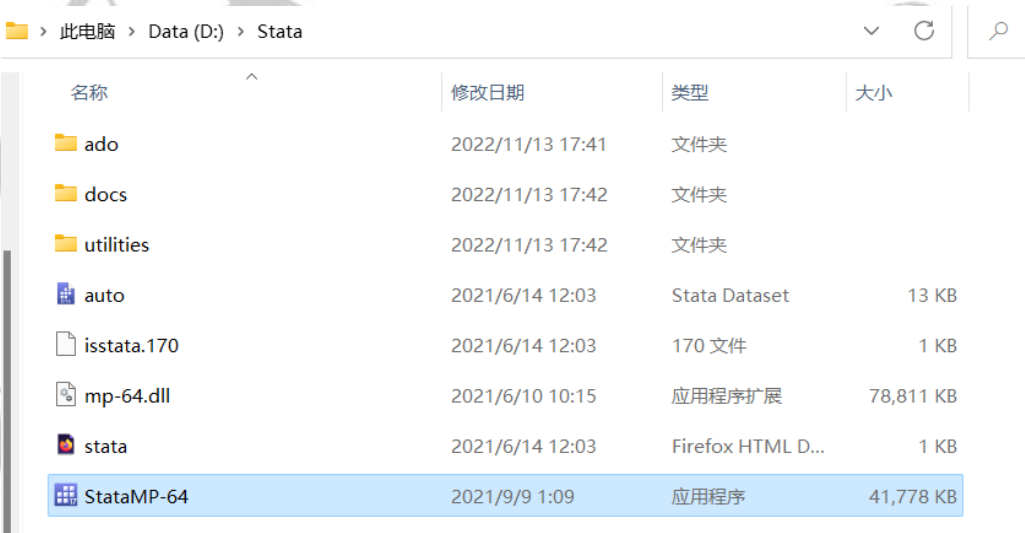 此电脑 > Data (D:) > Stata
名称 修改日期 类型 大小
ado 2022/11/13 17:41 文件夹
docs 2022/11/13 17:42 文件夹
utilities 2022/11/13 17:42 文件夹
auto 2021/6/14 12:03 Stata Dataset 13 KB
isstata.170 2021/6/14 12:03 170 文件 1 KB
mp-64.dll 2021/6/10 10:15 应用程序扩展 78,811 KB
stata 2021/6/14 12:03 Firefox HTML D... 1 KB
StataMP-64 2021/9/9 1:09 应用程序 41,778 KB